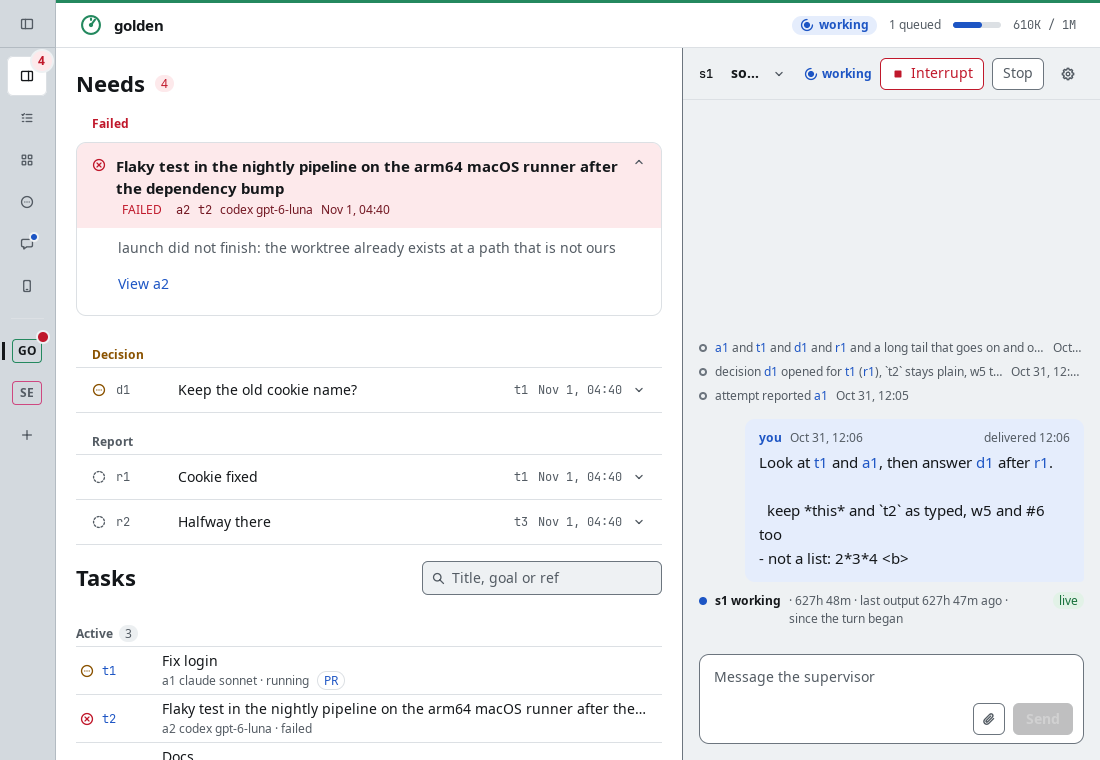 golden
working
1 queued
610K / 1M
4
GO
SE
Needs 4
Failed
Flaky test in the nightly pipeline on the arm64 macOS runner after
the dependency bump
FAILED a2 t2 codex gpt-6-luna Nov 1, 04:40
launch did not finish: the worktree already exists at a path that is not ours
View a2
Decision
d1 Keep the old cookie name? t1 Nov 1, 04:40
Report
r1 Cookie fixed t1 Nov 1, 04:40
r2 Halfway there t3 Nov 1, 04:40
Tasks
Title, goal or ref
Active 3
t1 Fix login
a1 claude sonnet · running PR
t2 Flaky test in the nightly pipeline on the arm64 macOS runner after the…
a2 codex gpt-6-luna · failed
Docs
s1 so… working Interrupt Stop
a1 and t1 and d1 and r1 and a long tail that goes on and o… Oct…
decision d1 opened for t1 (r1), `t2` stays plain, w5 t… Oct 31, 12:…
attempt reported a1 Oct 31, 12:05
you Oct 31, 12:06 delivered 12:06
Look at t1 and a1, then answer d1 after r1.
keep *this* and `t2` as typed, w5 and #6
too
- not a list: 2*3*4 <b>
s1 working · 627h 48m · last output 627h 47m ago · live
since the turn began
Message the supervisor
Send